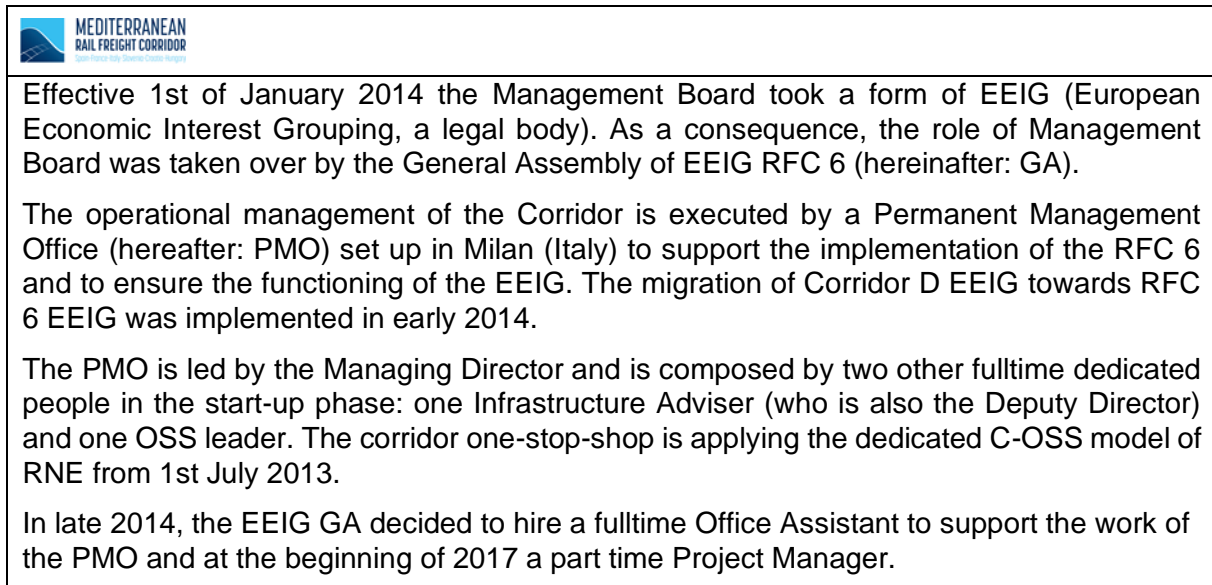 MEDITERRANEAN
RAIL FREIGHT CORRIDOR
Spain-France-Italy-Slovenia-Croatia-Hungary
Effective 1st of January 2014 the Management Board took a form of EEIG (European
Economic Interest Grouping, a legal body). As a consequence, the role of Management
Board was taken over by the General Assembly of EEIG RFC 6 (hereinafter: GA).
The operational management of the Corridor is executed by a Permanent Management
Office (hereafter: PMO) set up in Milan (Italy) to support the implementation of the RFC 6
and to ensure the functioning of the EEIG. The migration of Corridor D EEIG towards RFC
6 EEIG was implemented in early 2014.
The PMO is led by the Managing Director and is composed by two other fulltime dedicated
people in the start-up phase: one Infrastructure Adviser (who is also the Deputy Director)
and one OSS leader. The corridor one-stop-shop is applying the dedicated C-OSS model of
RNE from 1st July 2013.
In late 2014, the EEIG GA decided to hire a fulltime Office Assistant to support the work of
the PMO and at the beginning of 2017 a part time Project Manager.